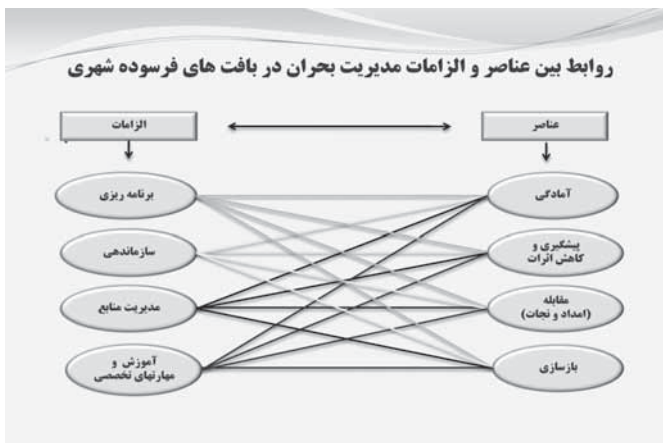 روابط بین عناصر و الزامات مدیریت بحران در بافت های فرسوده شهری
عناصر
الزامات
آمادگی
برنامه ریزی
پیشگیری و
کاهش اثرات
سازماندهی
مقابله
(امداد و نجات)
مدیریت منابع
بازسازی
آموزش و
مهارتهای تخصصی